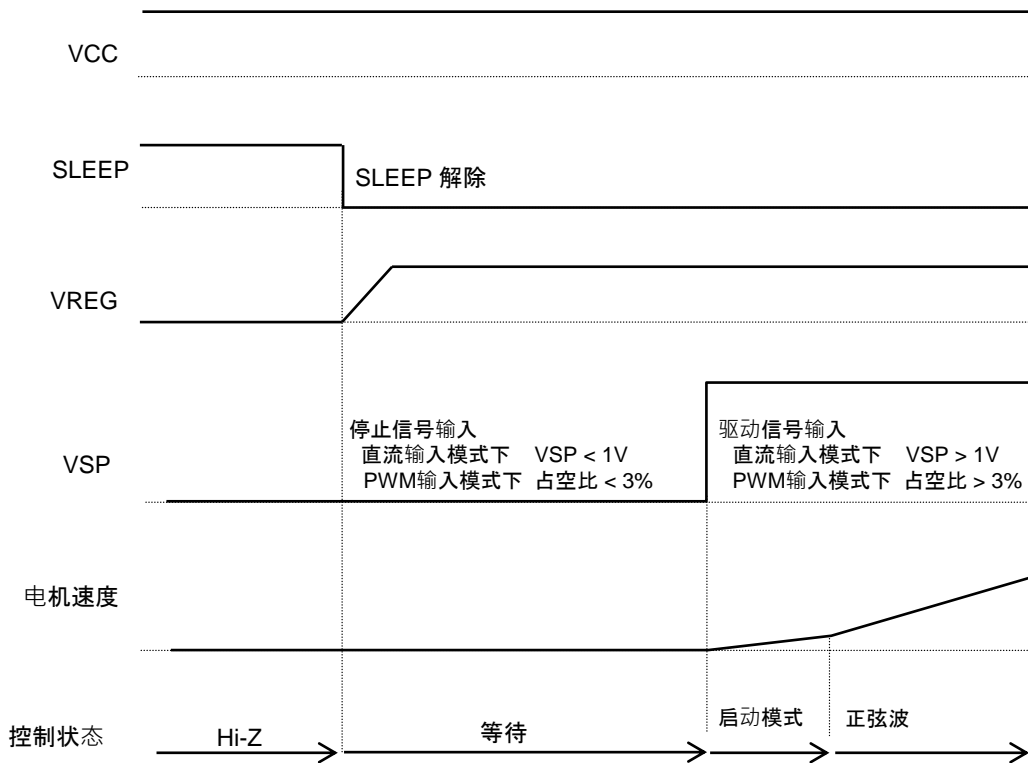 VCC
SLEEP
SLEEP 解除
VREG
VSP
停止信号输入
直流输入模式下 VSP < 1V
PWM输入模式下 占空比 < 3%
驱动信号输入
直流输入模式下 VSP > 1V
PWM输入模式下 占空比 > 3%
电机速度
控制状态
Hi-Z
等待
启动模式
正弦波